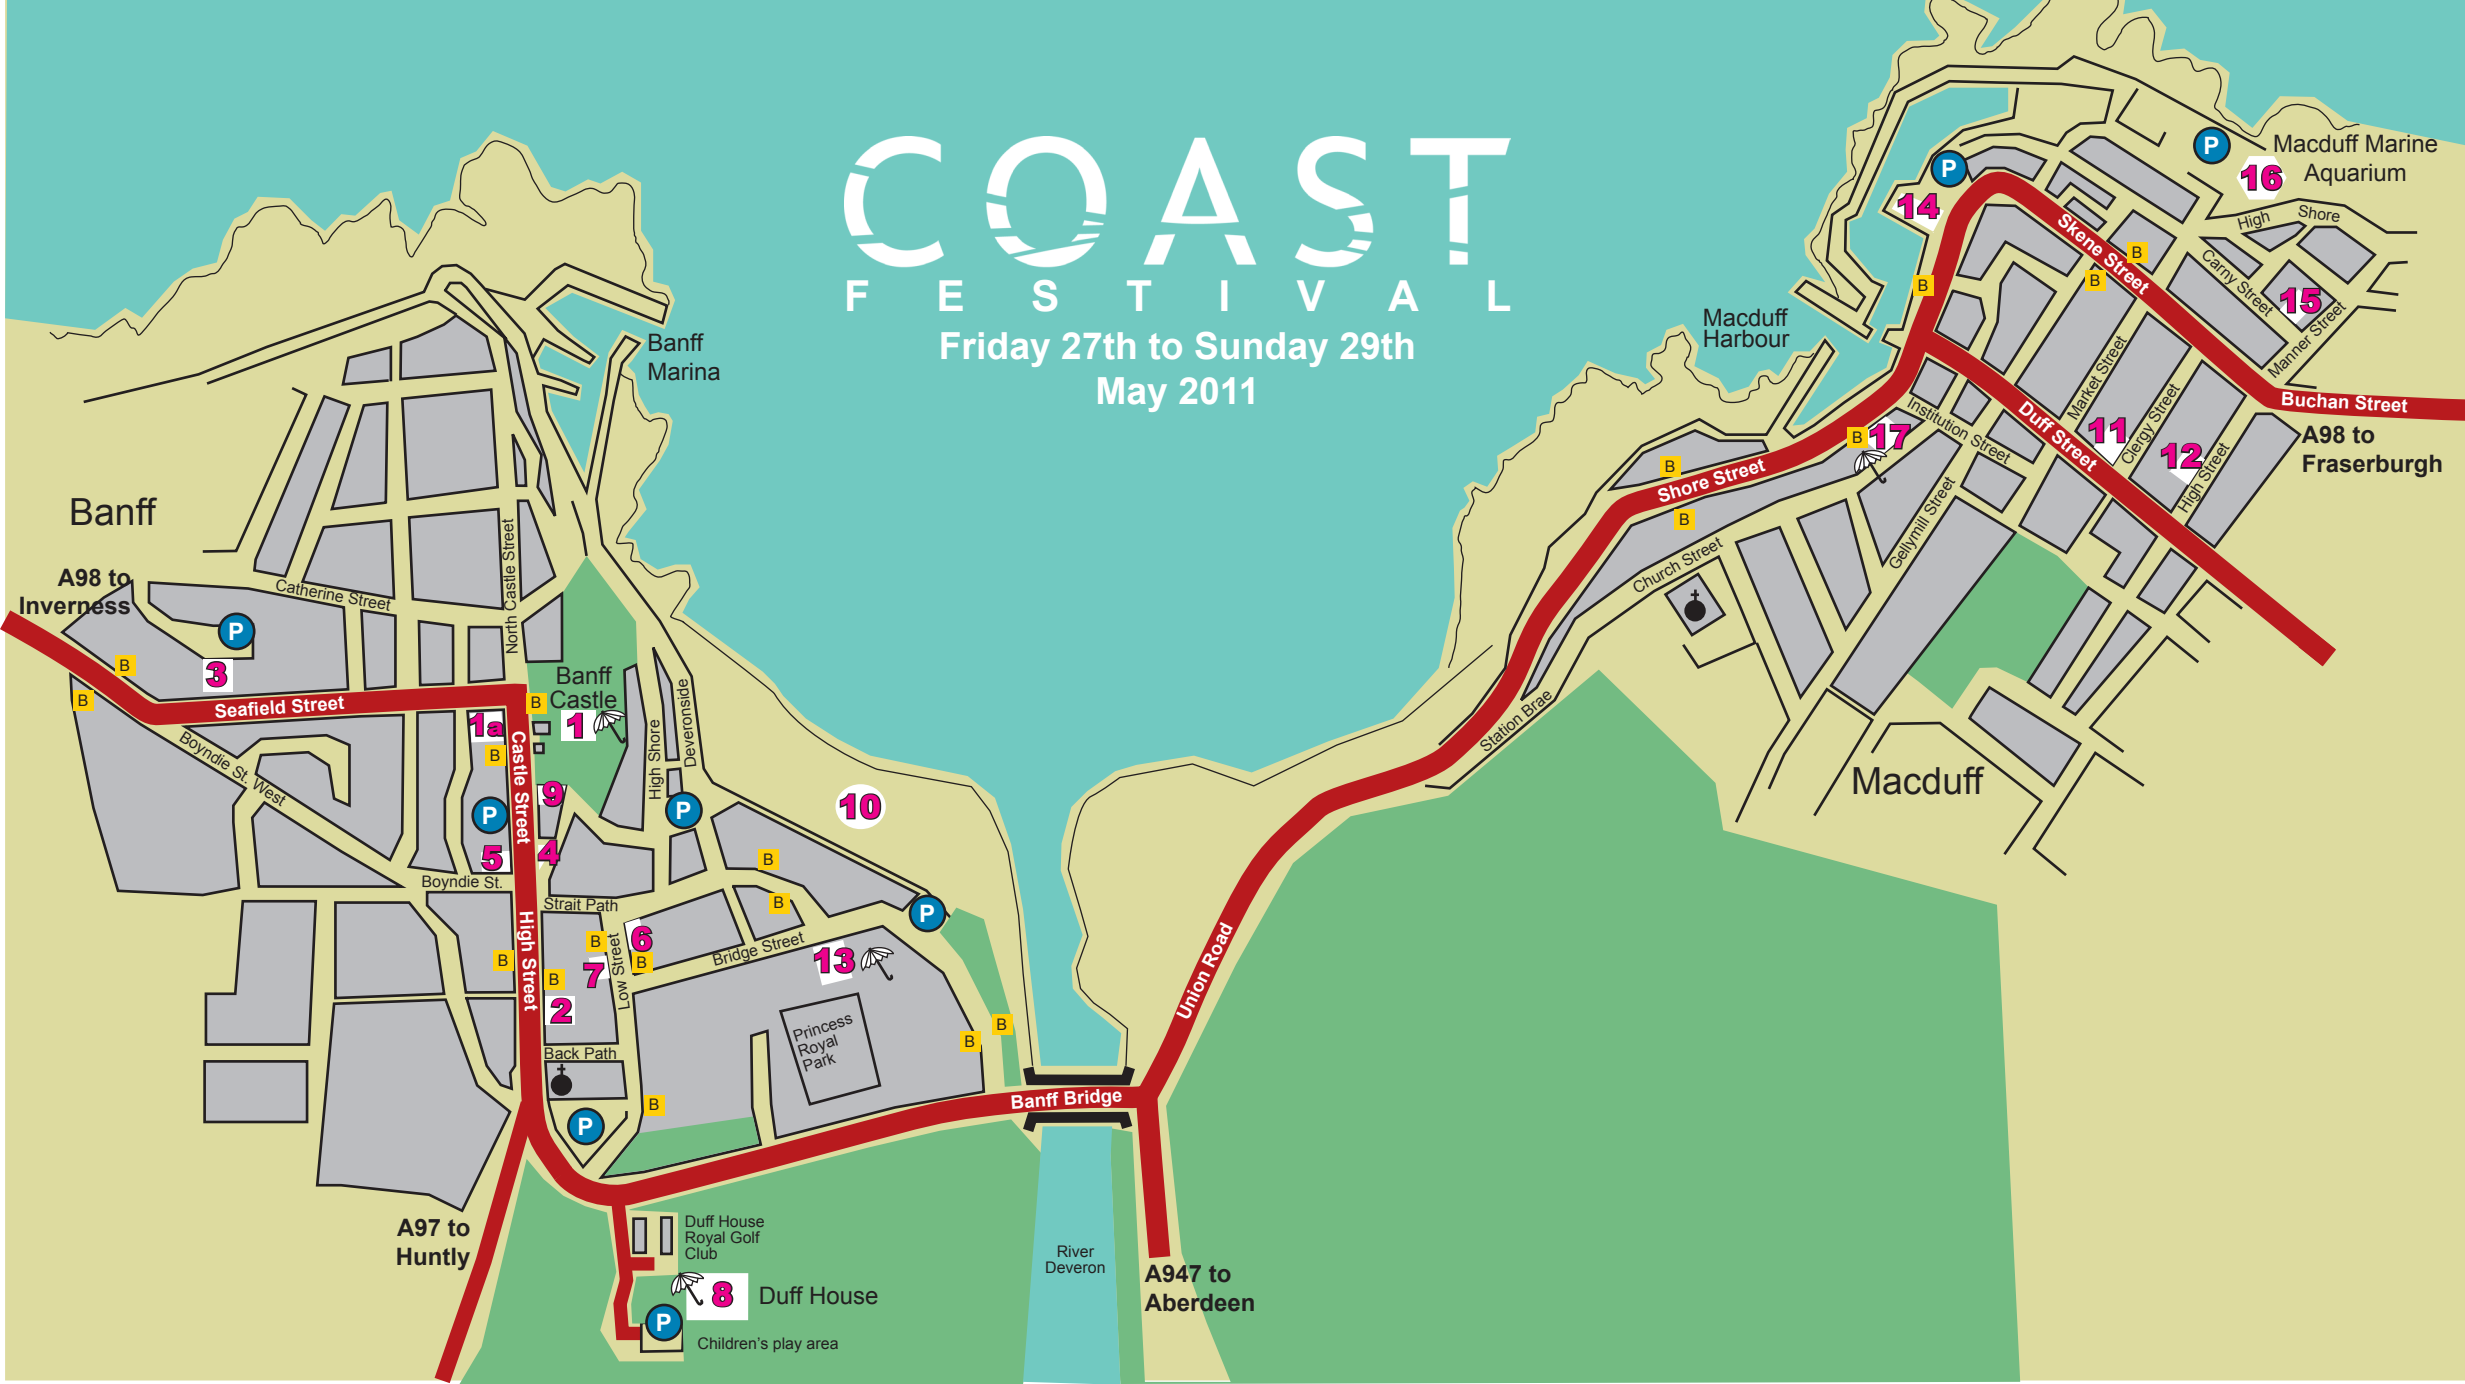 COAST
FESTIVAL
Friday 27th to Sunday 29th
May 2011
Banff
Marina
Banff
A98 to
Inverness
Catherine Street
North Castle Street
P
3
B
B
Seafield Street
Boyndie St. West
Banff
Castle
B
1
1a
B
Castle Street
9
P
5
4
Boyndie St.
High Shore
Deveronside
P
10
B
B
P
Strait Path
High Street
B
B
B
6
B
7
2
Low Street
Bridge Street
13
Princess
Royal
Park
B
B
Back Path
B
P
Banff Bridge
A97 to
Huntly
Duff House
Royal Golf
Club
8
Duff House
P
Children's play area
River
Deveron
A947 to
Aberdeen
Union Road
Station Brae
Shore Street
B
B
Church Street
B
17
Gellymill Street
Institution Street
Macduff
Macduff
Harbour
B
14
P
P
16
Macduff Marine
Aquarium
High Shore
Skene Street
B
B
Carny Street
15
Manner Street
Market Street
11
Clergy Street
12
High Street
Duff Street
Buchan Street
A98 to
Fraserburgh